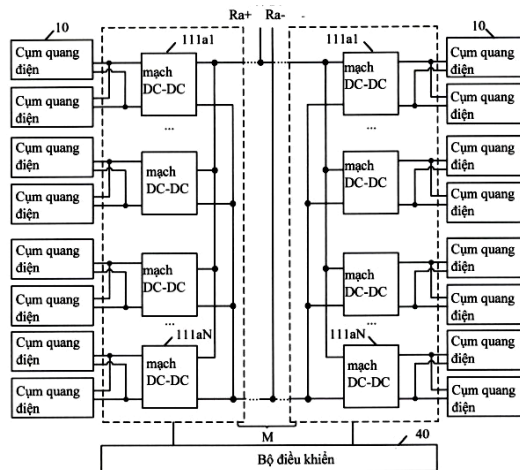 10
111a1
Ra+
Ra-
111a1
10
Cụm quang
điện
mạch
DC-DC
mạch
DC-DC
Cụm quang
điện
Cụm quang
điện
...
...
Cụm quang
điện
Cụm quang
điện
mạch
DC-DC
mạch
DC-DC
Cụm quang
điện
Cụm quang
điện
...
...
Cụm quang
điện
Cụm quang
điện
mạch
DC-DC
mạch
DC-DC
Cụm quang
điện
Cụm quang
điện
...
111aN
...
111aN
Cụm quang
điện
Cụm quang
điện
mạch
DC-DC
mạch
DC-DC
Cụm quang
điện
Cụm quang
điện
Cụm quang
điện
M
40
Bộ điều khiển